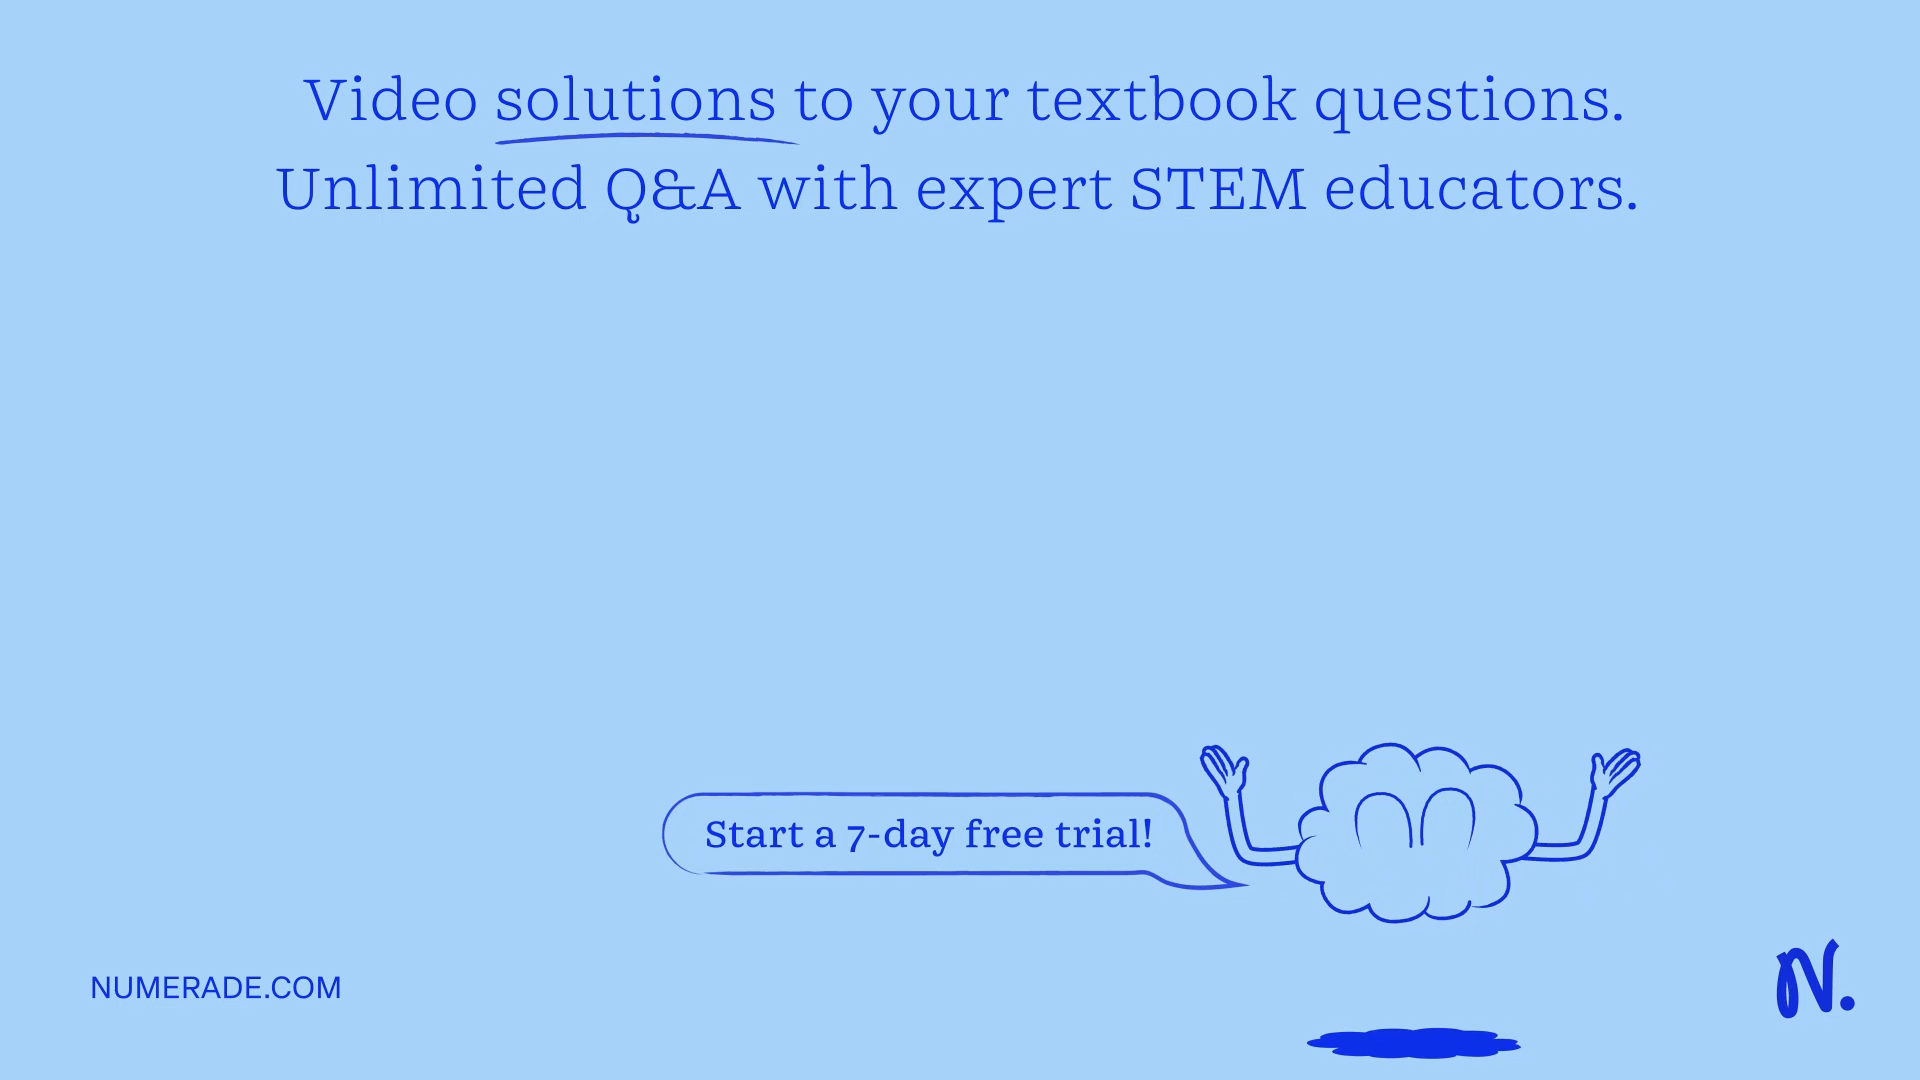 Video solutions to your textbook questions.
Unlimited Q&A with expert STEM educators.
Start a 7-day free trial!
NUMERADE.COM
N.